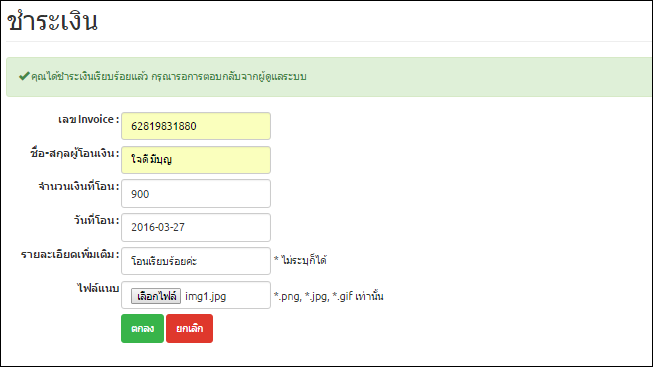 ชำระเงิน
คุณได้ชำระเงินเรียบร้อยแล้ว กรุณารอการตอบกลับจากผู้ดูแลระบบ
เลข Invoice : 62819831880
ชื่อ-สกุลผู้โอนเงิน : ใจดี มีบุญ
จำนวนเงินที่โอน : 900
วันที่โอน : 2016-03-27
รายละเอียดเพิ่มเติม : โอนเรียบร้อยค่ะ * ไม่ระบุก็ได้
ไฟล์แนบ เลือกไฟล์ img1.jpg *.png, *.jpg, *.gif เท่านั้น
ตกลง ยกเลิก